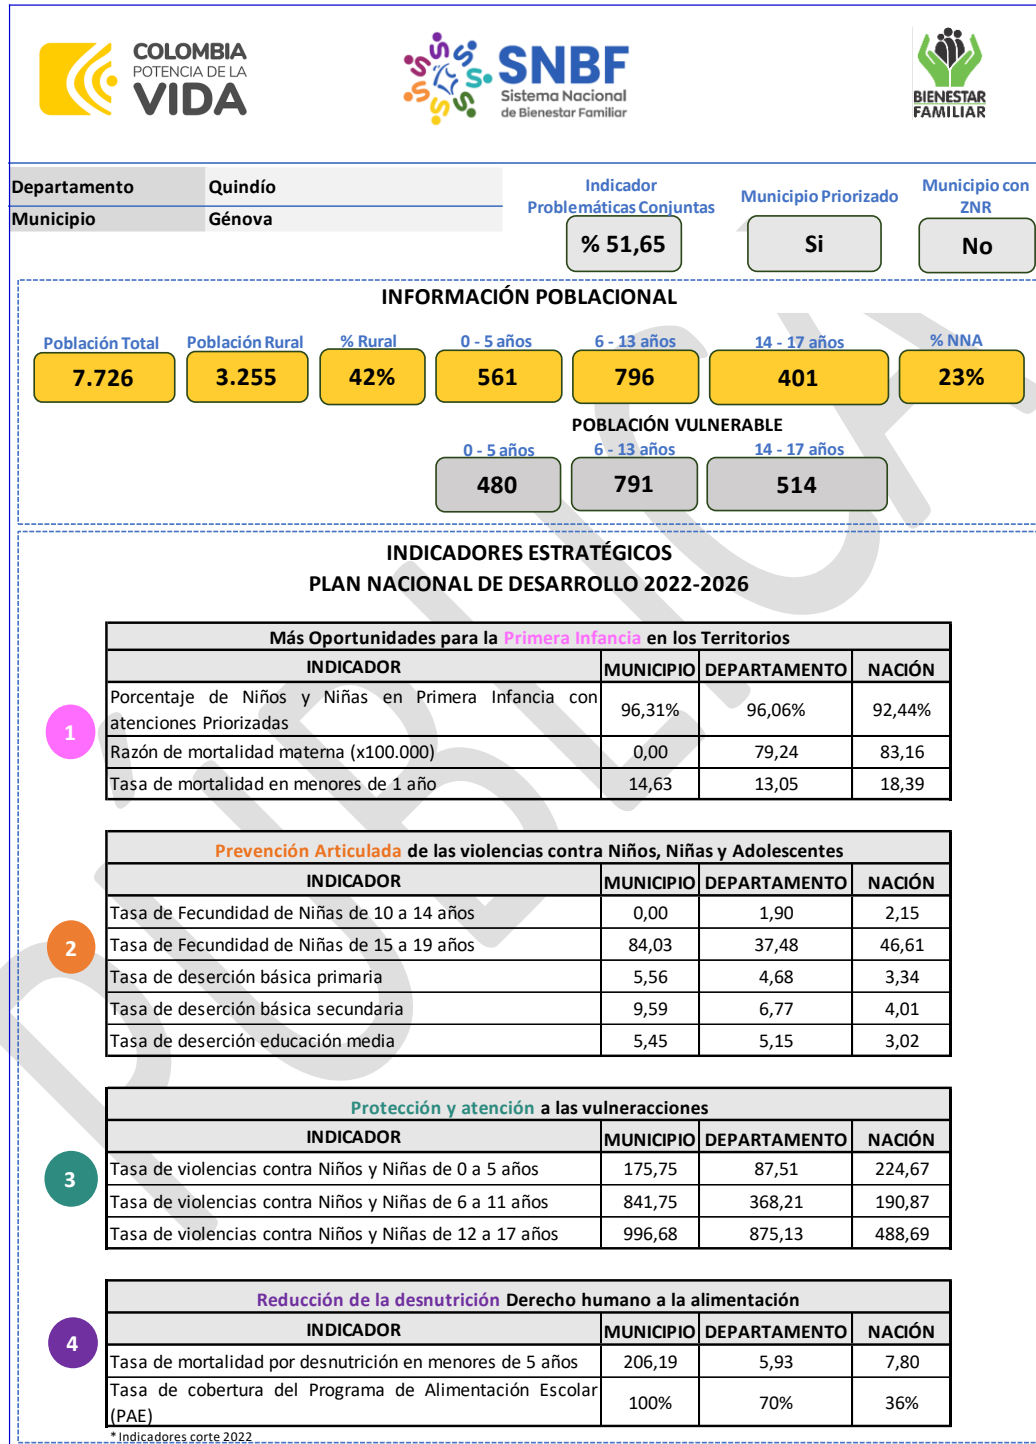 COLOMBIA
POTENCIA DE LA
VIDA
SNBF
Sistema Nacional
de Bienestar Familiar
BIENESTAR
FAMILIAR
Departamento Quindío
Municipio Génova
Indicador
Problemáticas Conjuntas
% 51,65
Municipio Priorizado
Si
Municipio con
ZNR
No
INFORMACIÓN POBLACIONAL
Población Total Población Rural % Rural 0 - 5 años 6 - 13 años 14 - 17 años % NNA
7.726 3.255 42% 561 796 401 23%
POBLACIÓN VULNERABLE
0 - 5 años 6 - 13 años 14 - 17 años
480 791 514
INDICADORES ESTRATÉGICOS
PLAN NACIONAL DE DESARROLLO 2022-2026
1
Más Oportunidades para la Primera Infancia en los Territorios
INDICADOR MUNICIPIO DEPARTAMENTO NACIÓN
Porcentaje de Niños y Niñas en Primera Infancia con
atenciones Priorizadas 96,31% 96,06% 92,44%
Razón de mortalidad materna (x100.000) 0,00 79,24 83,16
Tasa de mortalidad en menores de 1 año 14,63 13,05 18,39
2
Prevención Articulada de las violencias contra Niños, Niñas y Adolescentes
INDICADOR MUNICIPIO DEPARTAMENTO NACIÓN
Tasa de Fecundidad de Niñas de 10 a 14 años 0,00 1,90 2,15
Tasa de Fecundidad de Niñas de 15 a 19 años 84,03 37,48 46,61
Tasa de deserción básica primaria 5,56 4,68 3,34
Tasa de deserción básica secundaria 9,59 6,77 4,01
Tasa de deserción educación media 5,45 5,15 3,02
3
Protección y atención a las vulneracciones
INDICADOR MUNICIPIO DEPARTAMENTO NACIÓN
Tasa de violencias contra Niños y Niñas de 0 a 5 años 175,75 87,51 224,67
Tasa de violencias contra Niños y Niñas de 6 a 11 años 841,75 368,21 190,87
Tasa de violencias contra Niños y Niñas de 12 a 17 años 996,68 875,13 488,69
4
Reducción de la desnutrición Derecho humano a la alimentación
INDICADOR MUNICIPIO DEPARTAMENTO NACIÓN
Tasa de mortalidad por desnutrición en menores de 5 años 206,19 5,93 7,80
Tasa de cobertura del Programa de Alimentación Escolar
(PAE) 100% 70% 36%
* Indicadores corte 2022
PÚBLICA